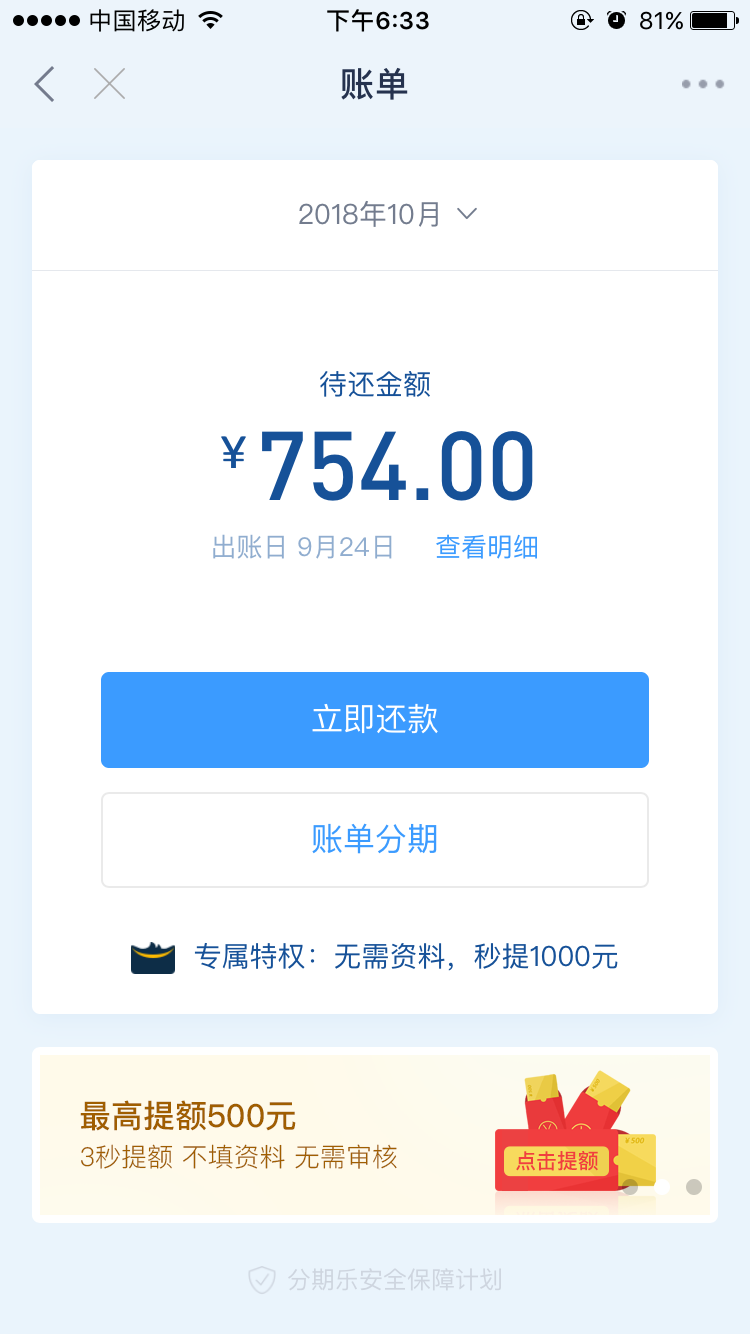 中国移动 下午6:33 81%
账单
2018年10月
待还金额
¥754.00
出账日 9月24日 查看明细
立即还款
账单分期
专属特权：无需资料，秒提1000元
最高提额500元
3秒提额 不填资料 无需审核
¥500
点击提额
分期乐安全保障计划